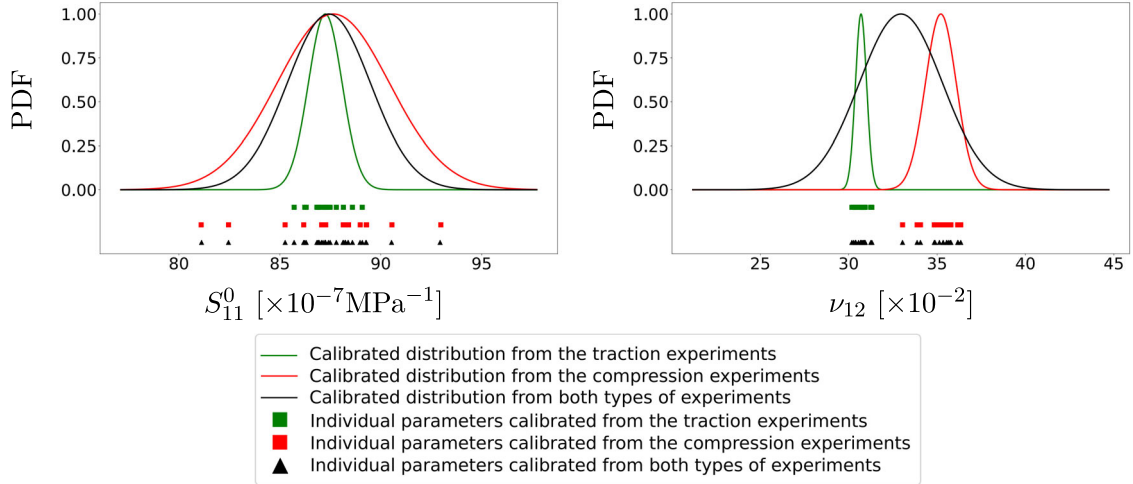 1.00
0.75
0.50
0.25
0.00
PDF
80 85 90 95
S₁₁⁰ [×10⁻⁷MPa⁻¹]
1.00
0.75
0.50
0.25
0.00
PDF
25 30 35 40 45
ν₁₂ [×10⁻²]
Calibrated distribution from the traction experiments
Calibrated distribution from the compression experiments
Calibrated distribution from both types of experiments
Individual parameters calibrated from the traction experiments
Individual parameters calibrated from the compression experiments
Individual parameters calibrated from both types of experiments